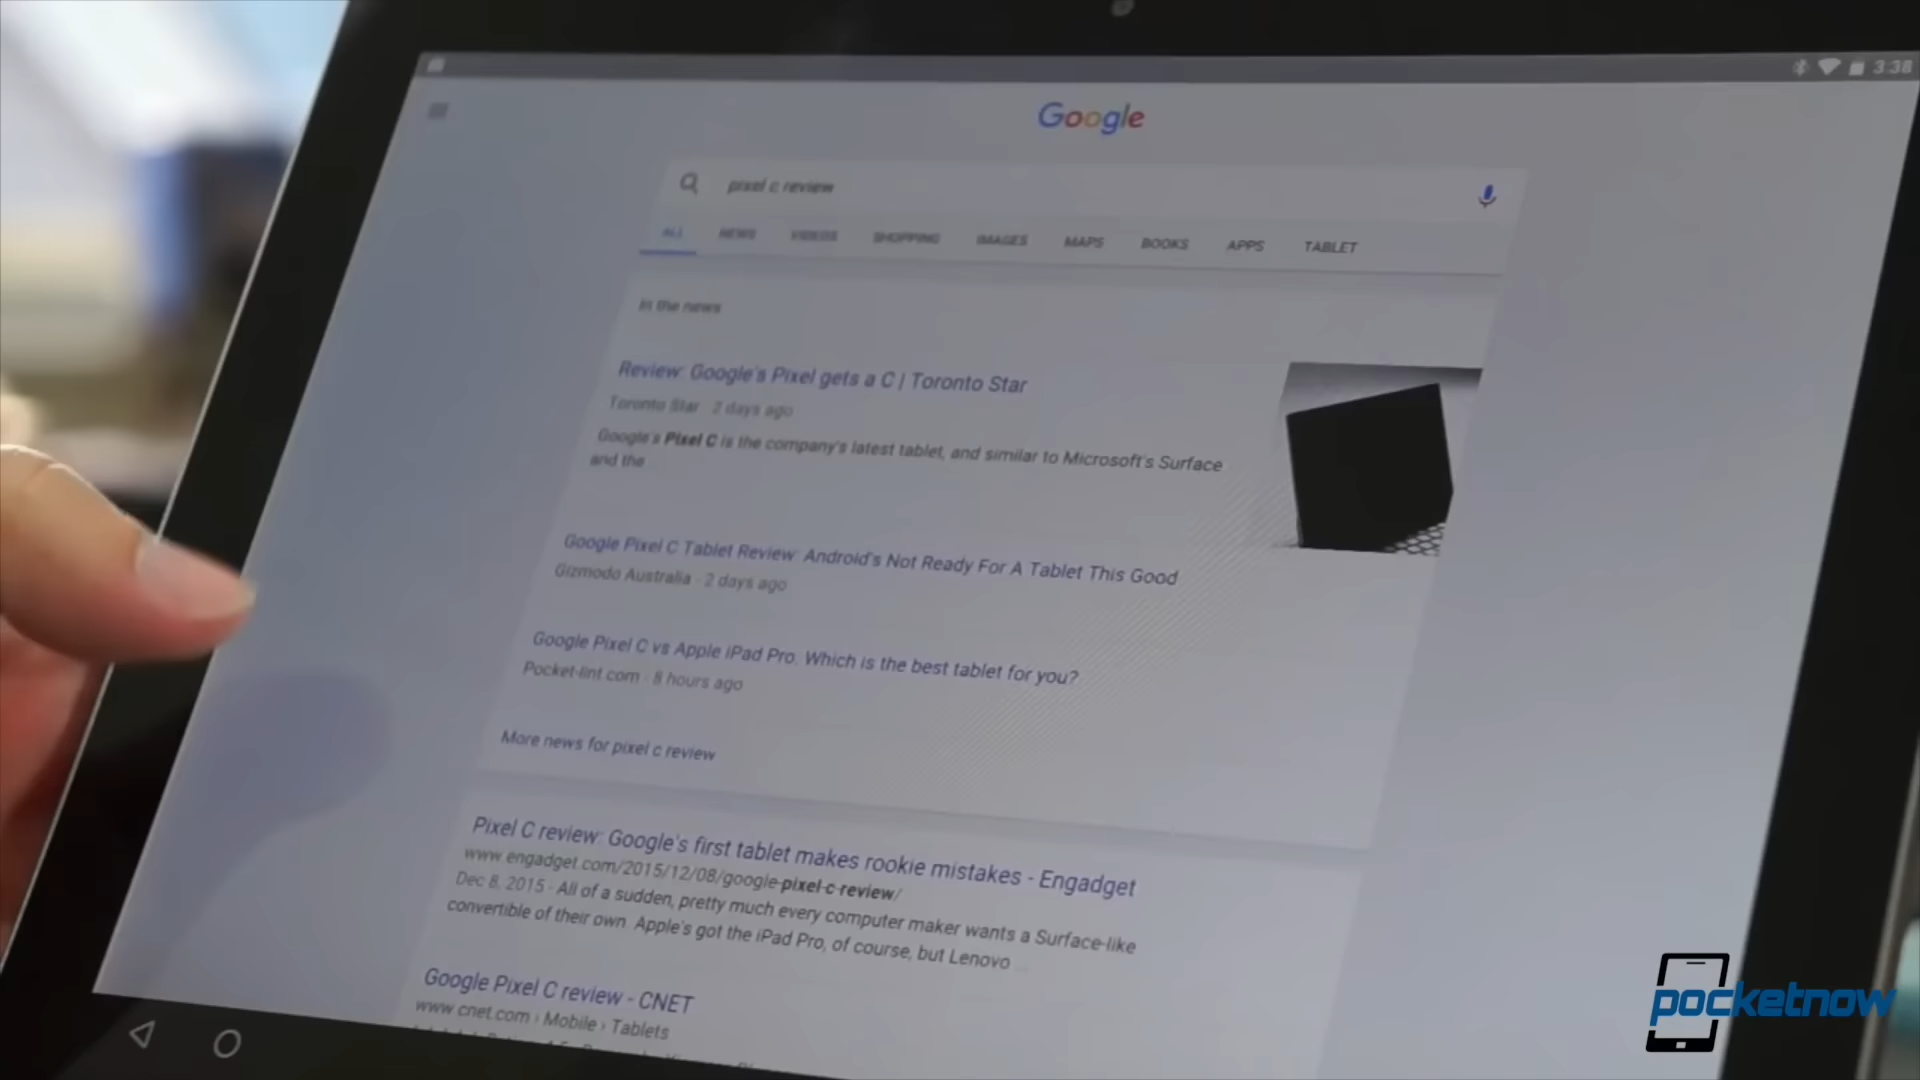 3:38
Google
pixel c review
ALL NEWS VIDEOS SHOPPING IMAGES MAPS BOOKS APPS TABLET
In the news
Review: Google's Pixel gets a C | Toronto Star
Toronto Star · 2 days ago
Google's Pixel C is the company's latest tablet, and similar to Microsoft's Surface
and the ...
Google Pixel C Tablet Review: Android's Not Ready For A Tablet This Good
Gizmodo Australia · 2 days ago
Google Pixel C vs Apple iPad Pro: Which is the best tablet for you?
Pocket-lint.com · 8 hours ago
More news for pixel c review
Pixel C review: Google's first tablet makes rookie mistakes - Engadget
www.engadget.com/2015/12/08/google-pixel-c-review/
Dec 8, 2015 - All of a sudden, pretty much every computer maker wants a Surface-like
convertible of their own. Apple's got the iPad Pro, of course, but Lenovo ...
Google Pixel C review - CNET
www.cnet.com › Mobile › Tablets
pocketnow